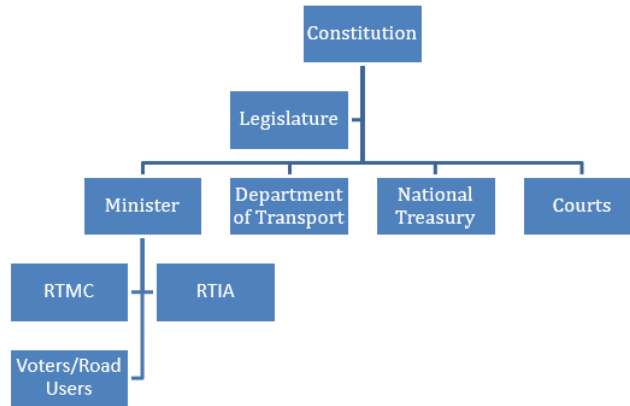 Constitution
Legislature
Minister
Department
of Transport
National
Treasury
Courts
RTMC
RTIA
Voters/Road
Users